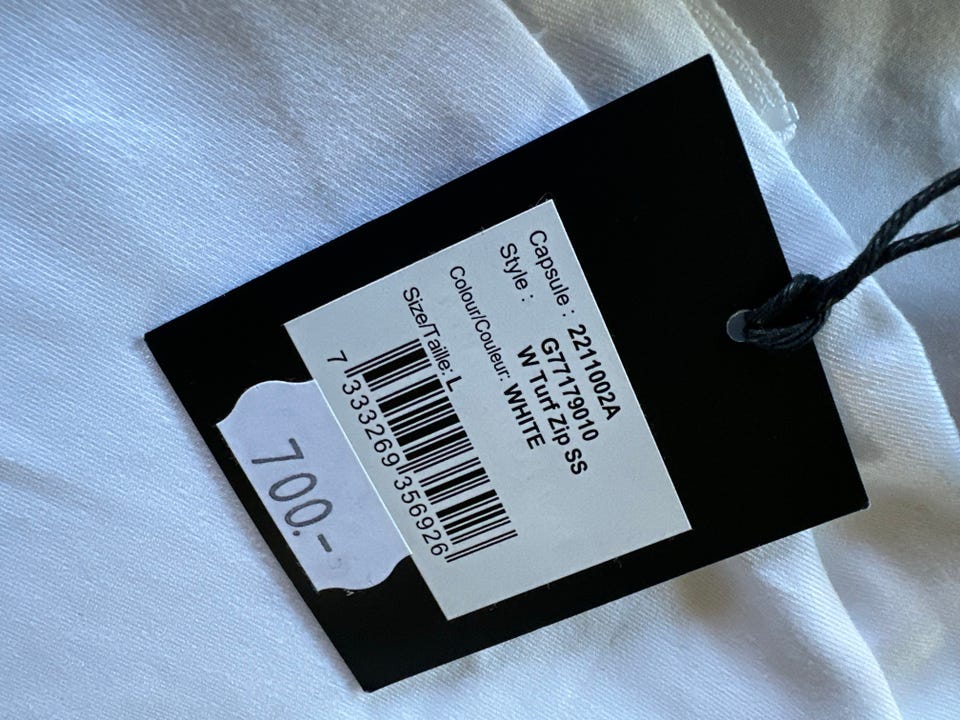 Capsule : 2211002A
Style : G77179010
W Turf Zip SS
Colour/Couleur: WHITE
Size/Taille: L
7 333269 356926
700.-